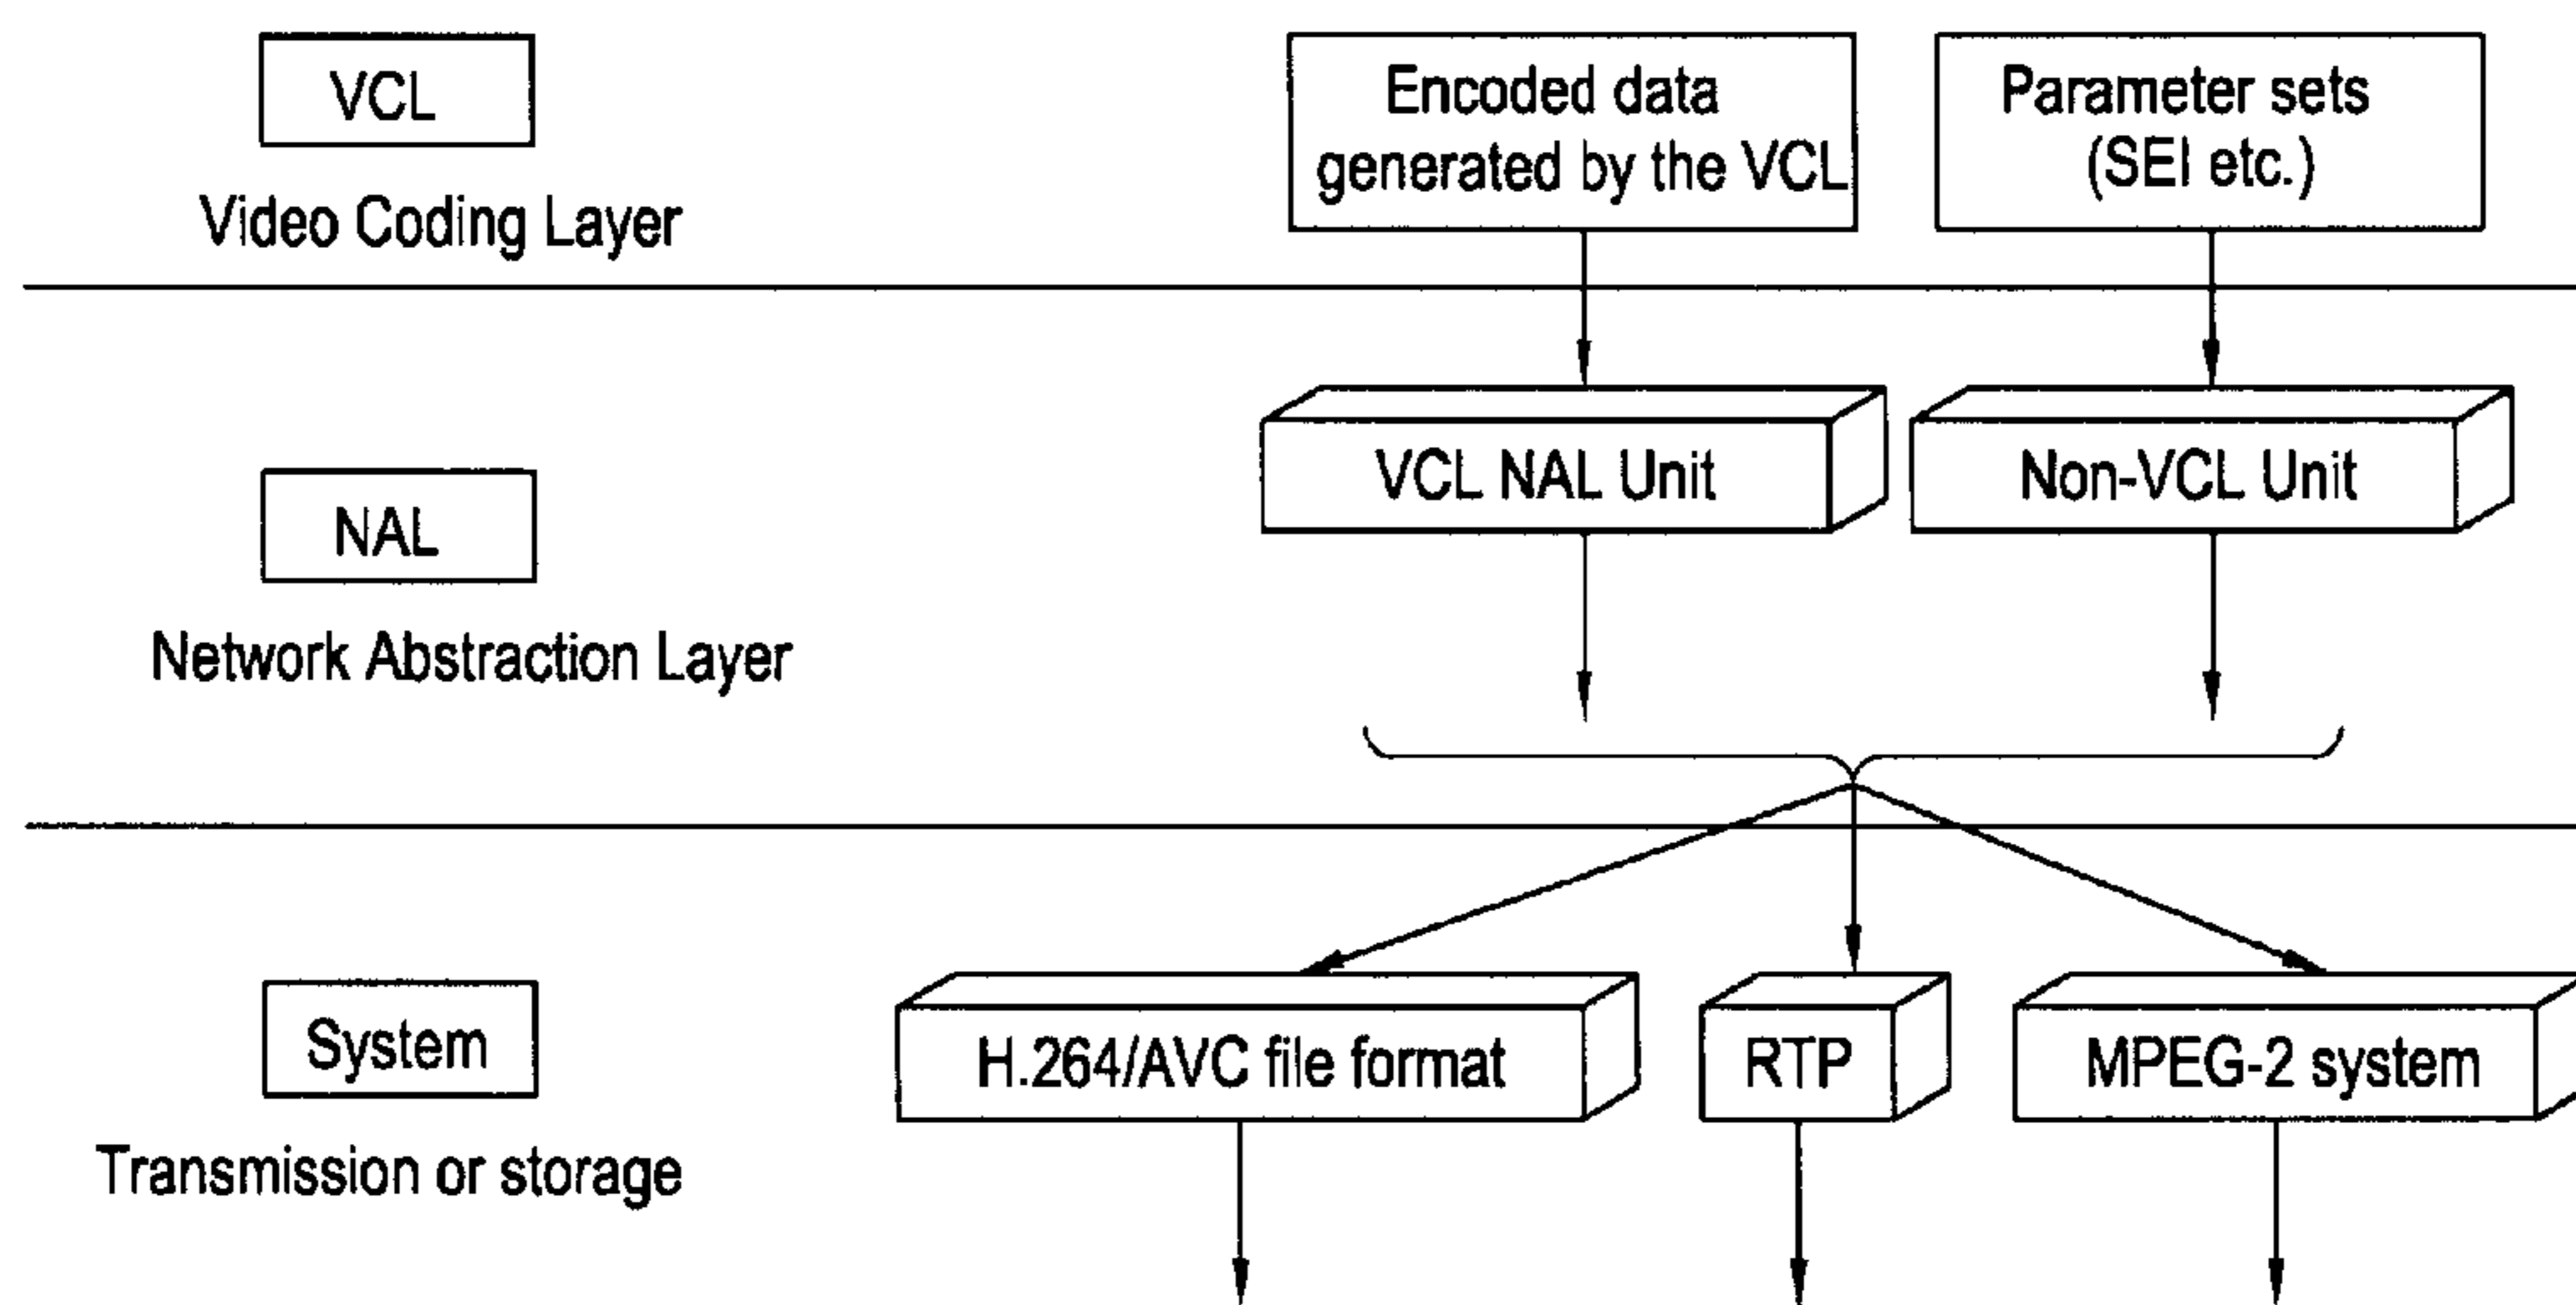 VCL
Video Coding Layer
Encoded data
generated by the VCL
Parameter sets
(SEI etc.)
NAL
Network Abstraction Layer
VCL NAL Unit
Non-VCL Unit
System
Transmission or storage
H.264/AVC file format
RTP
MPEG-2 system